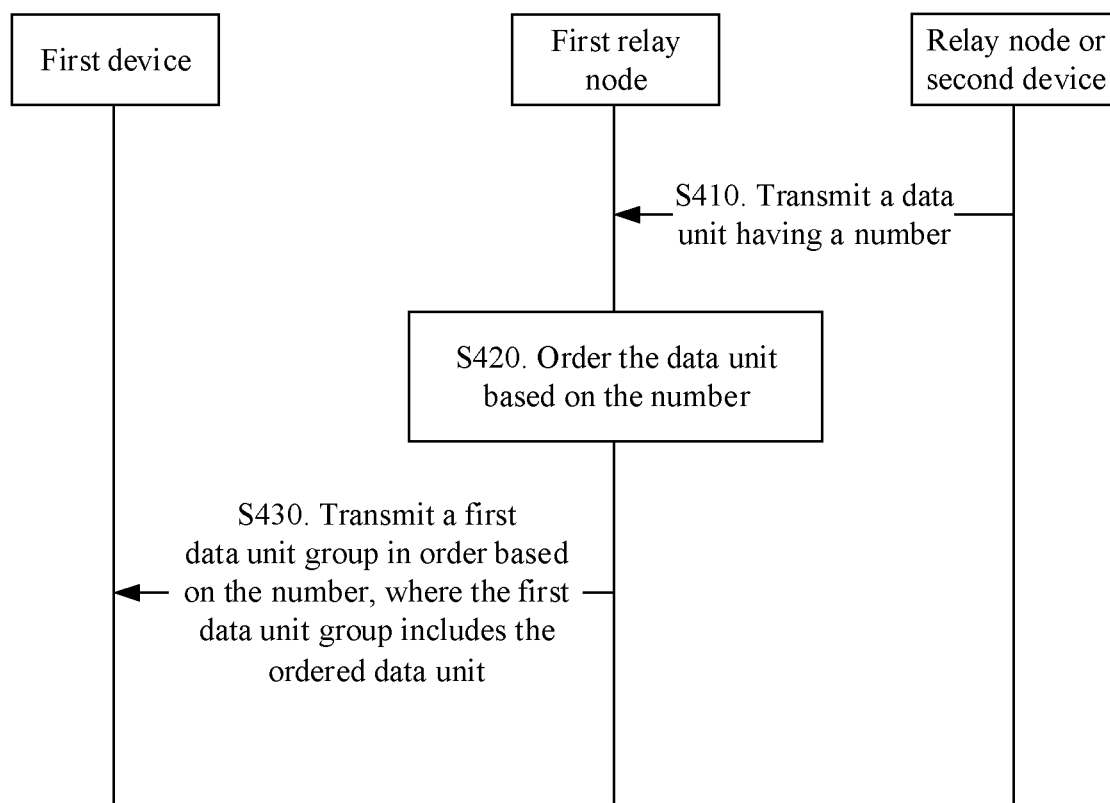 First device
First relay
node
Relay node or
second device
S410. Transmit a data
unit having a number
S420. Order the data unit
based on the number
S430. Transmit a first
data unit group in order based
on the number, where the first
data unit group includes the
ordered data unit